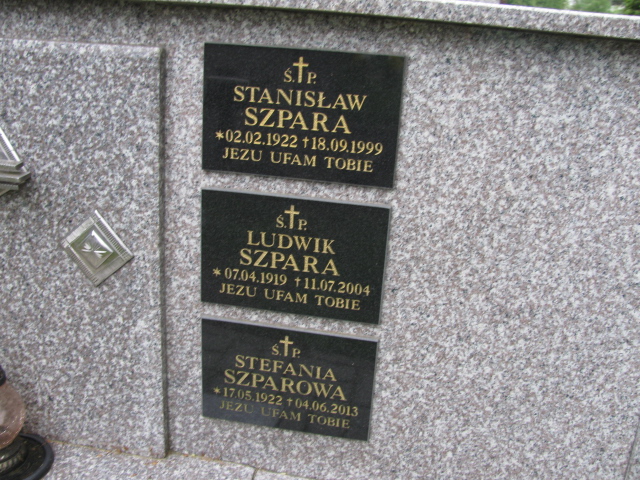 Ś.P.
STANISŁAW
SZPARA
*02.02.1922 †18.09.1999
JEZU UFAM TOBIE
Ś.P.
LUDWIK
SZPARA
*07.04.1919 †11.07.2004
JEZU UFAM TOBIE
Ś.P.
STEFANIA
SZPAROWA
*17.05.1922 †04.06.2013
JEZU UFAM TOBIE